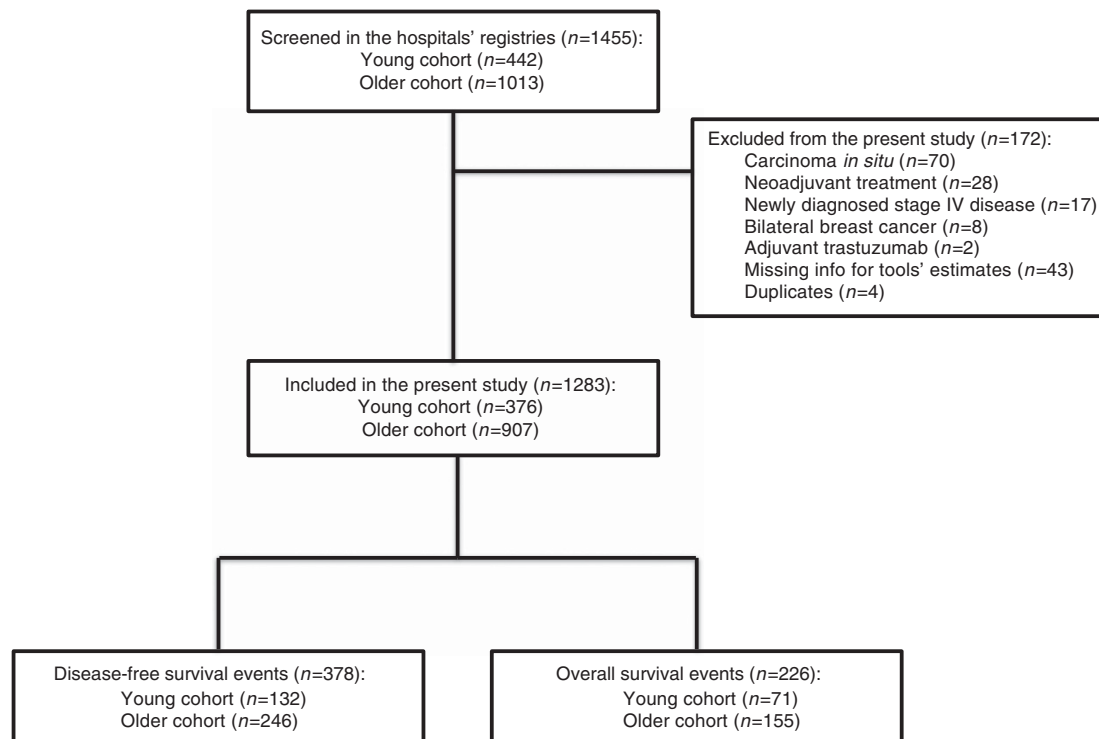 Screened in the hospitals’ registries (n=1455):
Young cohort (n=442)
Older cohort (n=1013)
Excluded from the present study (n=172):
Carcinoma in situ (n=70)
Neoadjuvant treatment (n=28)
Newly diagnosed stage IV disease (n=17)
Bilateral breast cancer (n=8)
Adjuvant trastuzumab (n=2)
Missing info for tools’ estimates (n=43)
Duplicates (n=4)
Included in the present study (n=1283):
Young cohort (n=376)
Older cohort (n=907)
Disease-free survival events (n=378):
Young cohort (n=132)
Older cohort (n=246)
Overall survival events (n=226):
Young cohort (n=71)
Older cohort (n=155)